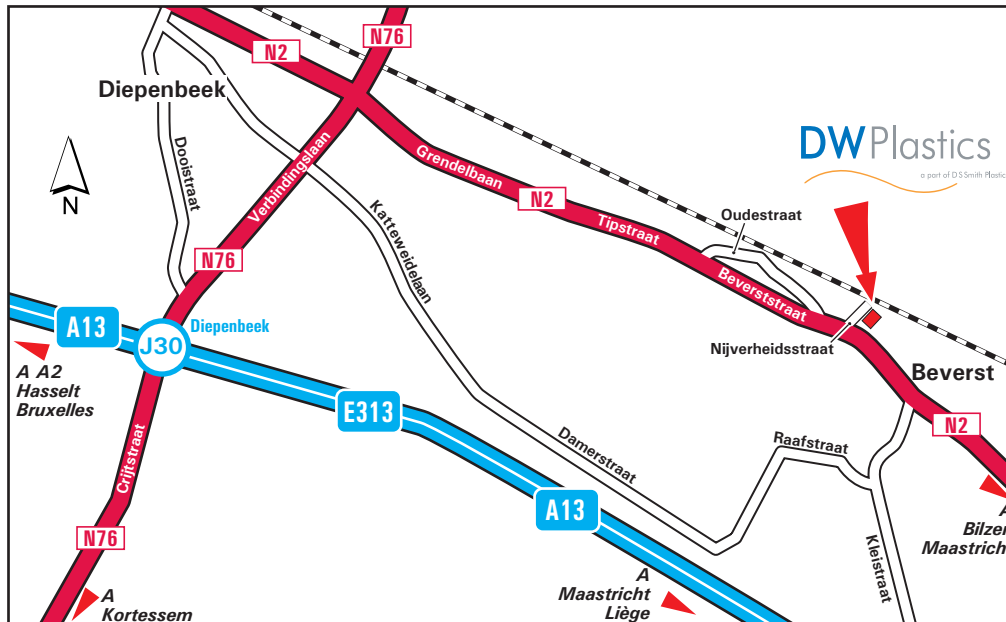 N76
N2
Diepenbeek
DWPlastics
a part of DS Smith Plastic
Dooistraat
Verbindingslaan
Grendelbaan
N2
N
Katteweidelaan
Tipstraat
Oudestraat
N76
Beverststraat
A13
Diepenbeek
J30
Nijverheidsstraat
A A2
Hasselt
Bruxelles
Beverst
E313
N2
Crijtstraat
Damerstraat
Raafstraat
A13
A
Bilzen
Maastricht
N76
Kleistraat
A
Maastricht
Liège
A
Kortessem